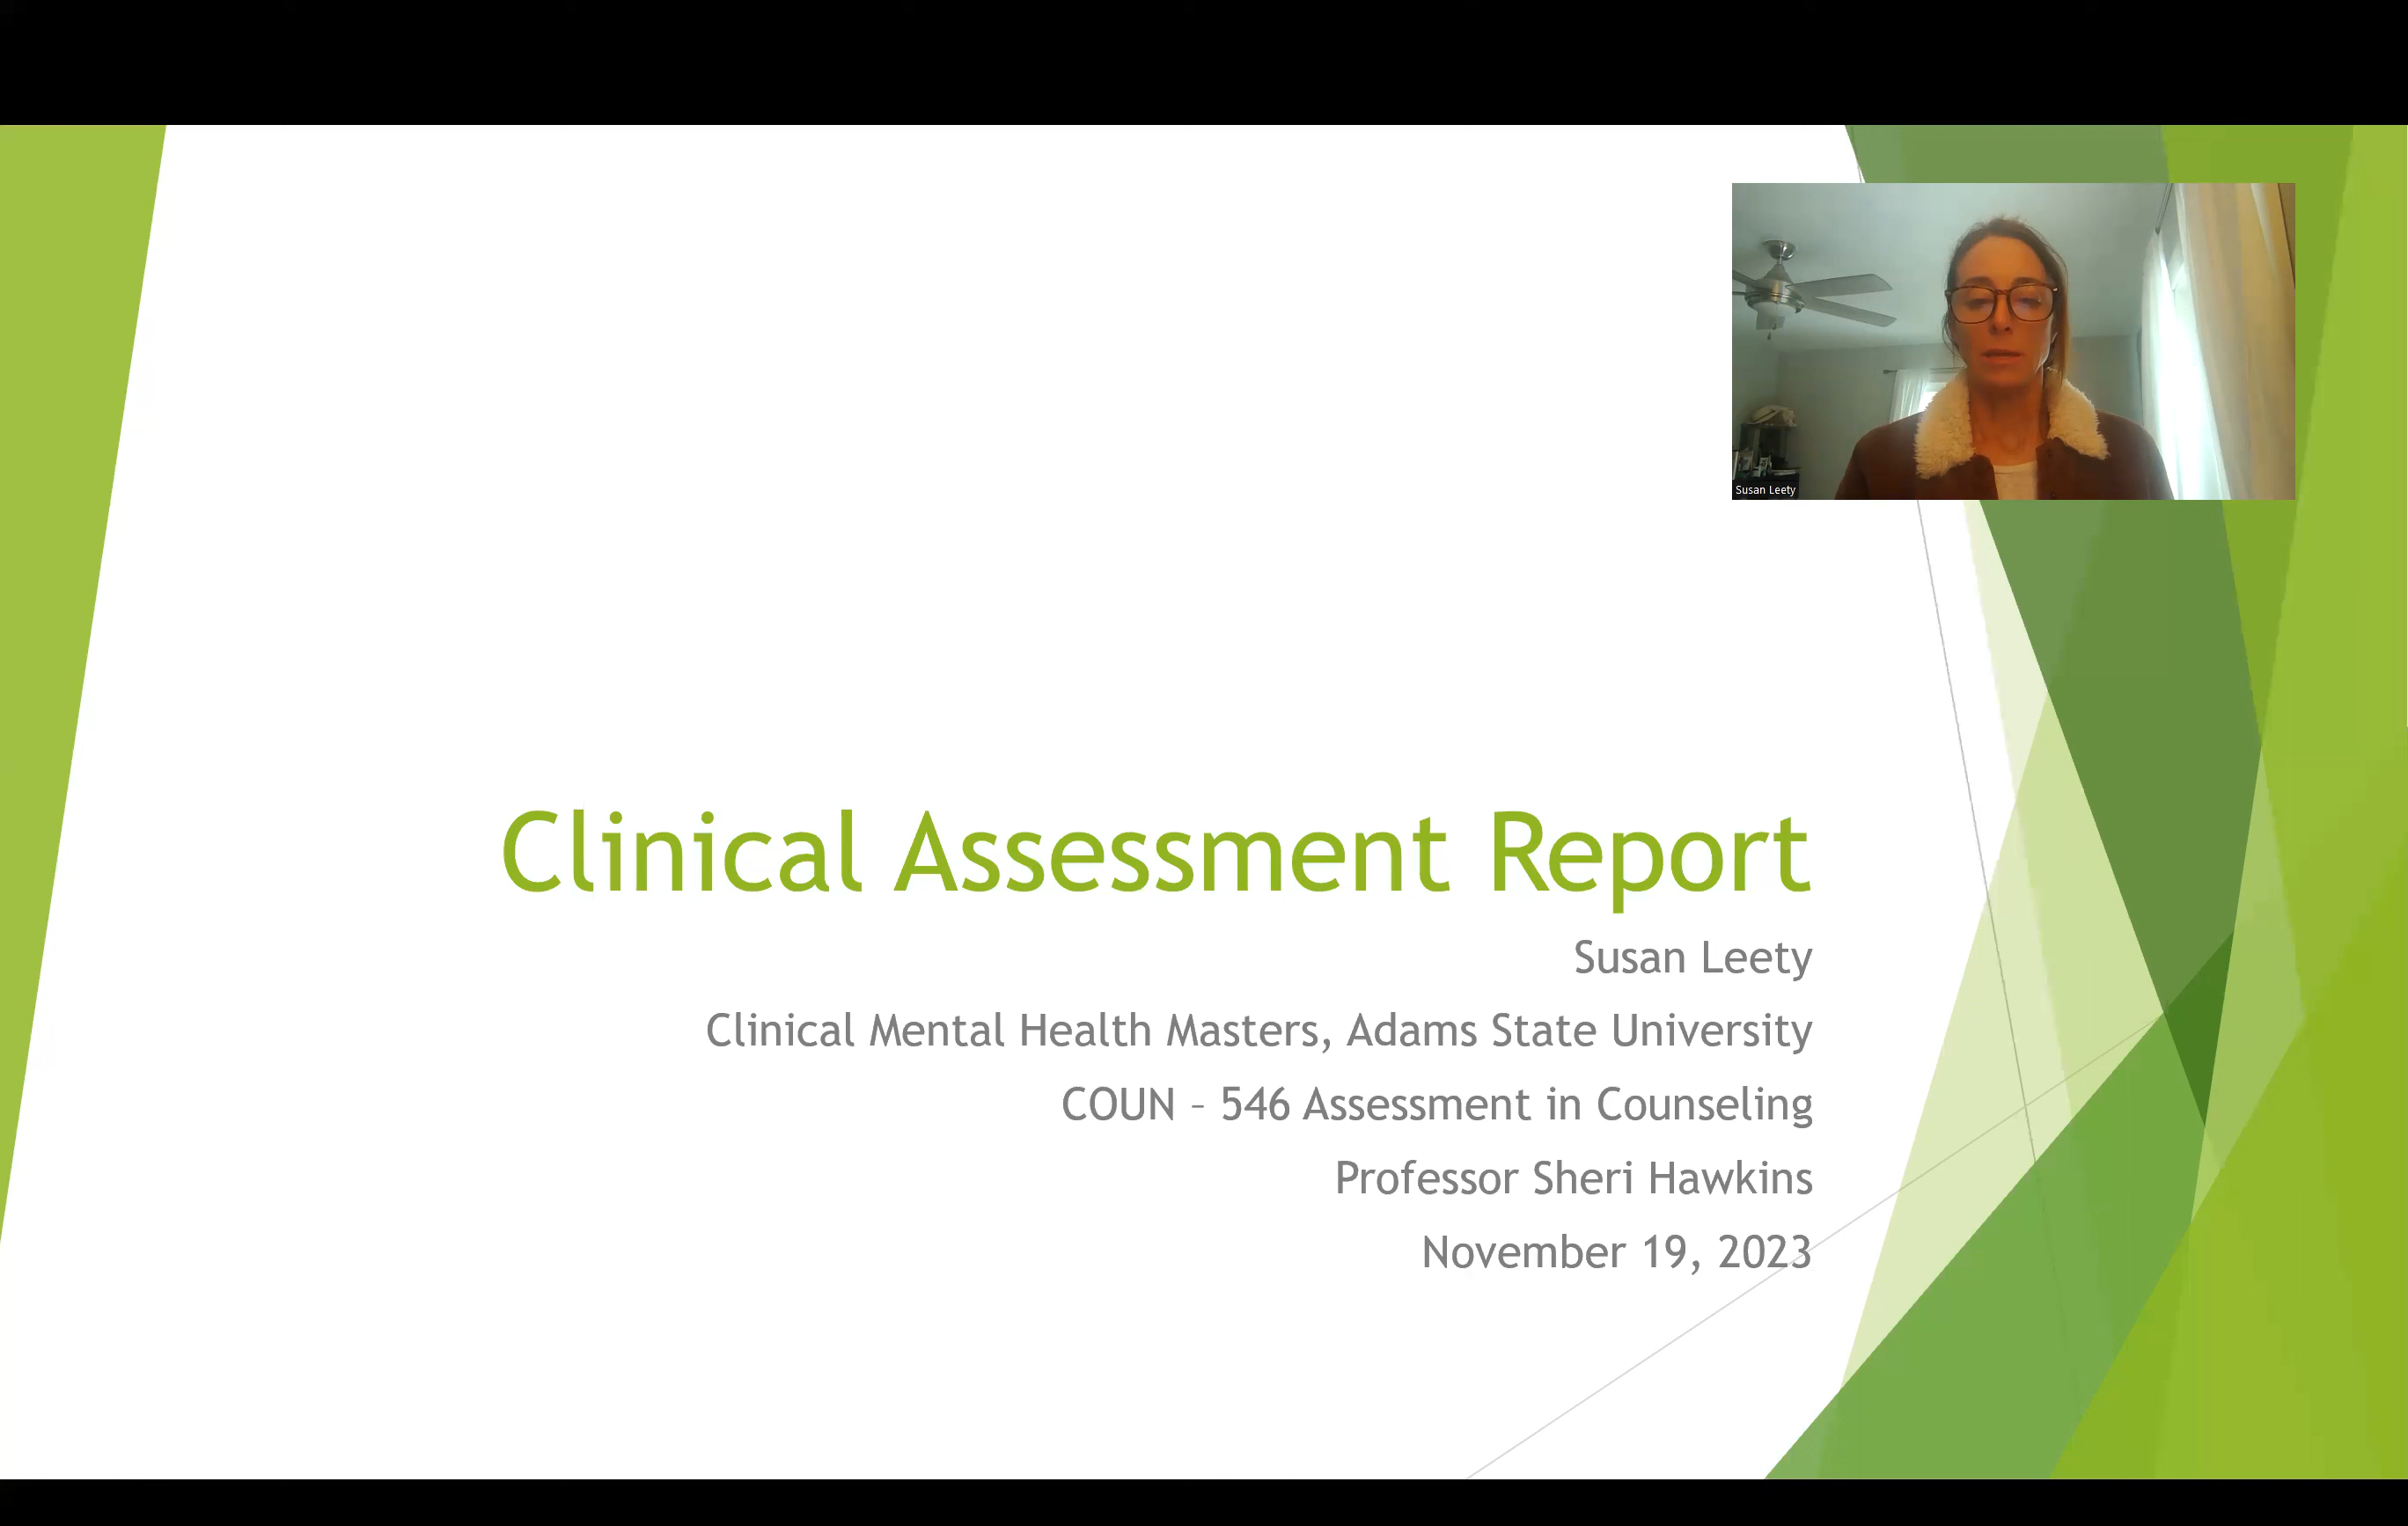 Susan Leety
Clinical Assessment Report
Susan Leety
Clinical Mental Health Masters, Adams State University
COUN – 546 Assessment in Counseling
Professor Sheri Hawkins
November 19, 2023